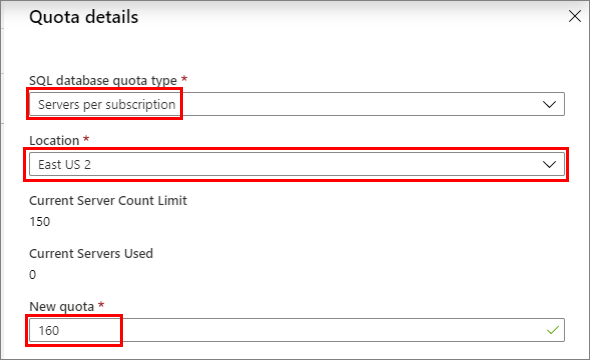 Quota details
SQL database quota type *
Servers per subscription
Location *
East US 2
Current Server Count Limit
150
Current Servers Used
0
New quota *
160